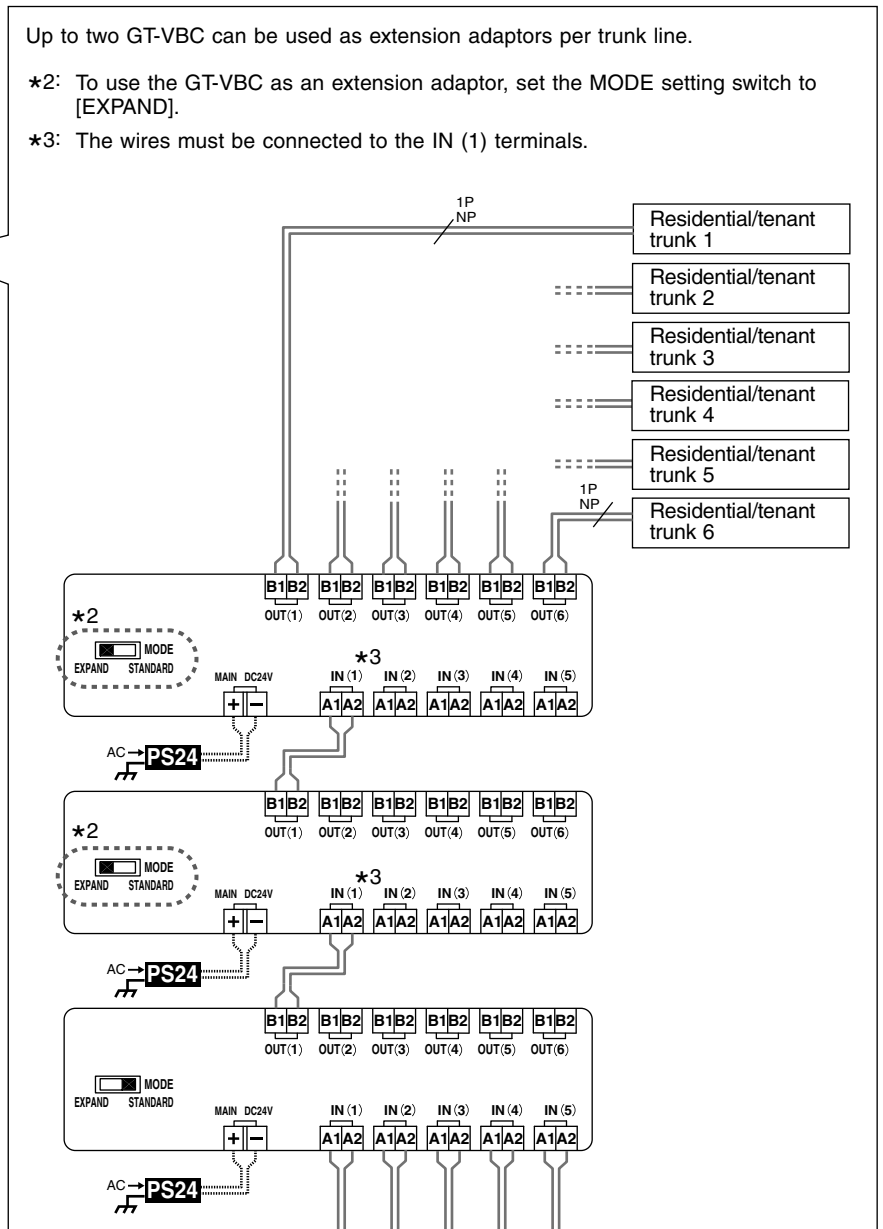 Up to two GT-VBC can be used as extension adaptors per trunk line.
*2: To use the GT-VBC as an extension adaptor, set the MODE setting switch to
[EXPAND].
*3: The wires must be connected to the IN (1) terminals.
1P
NP
Residential/tenant
trunk 1
Residential/tenant
trunk 2
Residential/tenant
trunk 3
Residential/tenant
trunk 4
Residential/tenant
trunk 5
1P
NP
Residential/tenant
trunk 6
B1 B2 B1 B2 B1 B2 B1 B2 B1 B2 B1 B2
OUT(1) OUT(2) OUT(3) OUT(4) OUT(5) OUT(6)
*2
MODE
EXPAND STANDARD
*3
MAIN DC24V IN(1) IN(2) IN(3) IN(4) IN(5)
+ − A1 A2 A1 A2 A1 A2 A1 A2 A1 A2
AC PS24
B1 B2 B1 B2 B1 B2 B1 B2 B1 B2 B1 B2
OUT(1) OUT(2) OUT(3) OUT(4) OUT(5) OUT(6)
*2
MODE
EXPAND STANDARD
*3
MAIN DC24V IN(1) IN(2) IN(3) IN(4) IN(5)
+ − A1 A2 A1 A2 A1 A2 A1 A2 A1 A2
AC PS24
B1 B2 B1 B2 B1 B2 B1 B2 B1 B2 B1 B2
OUT(1) OUT(2) OUT(3) OUT(4) OUT(5) OUT(6)
MODE
EXPAND STANDARD
MAIN DC24V IN(1) IN(2) IN(3) IN(4) IN(5)
+ − A1 A2 A1 A2 A1 A2 A1 A2 A1 A2
AC PS24